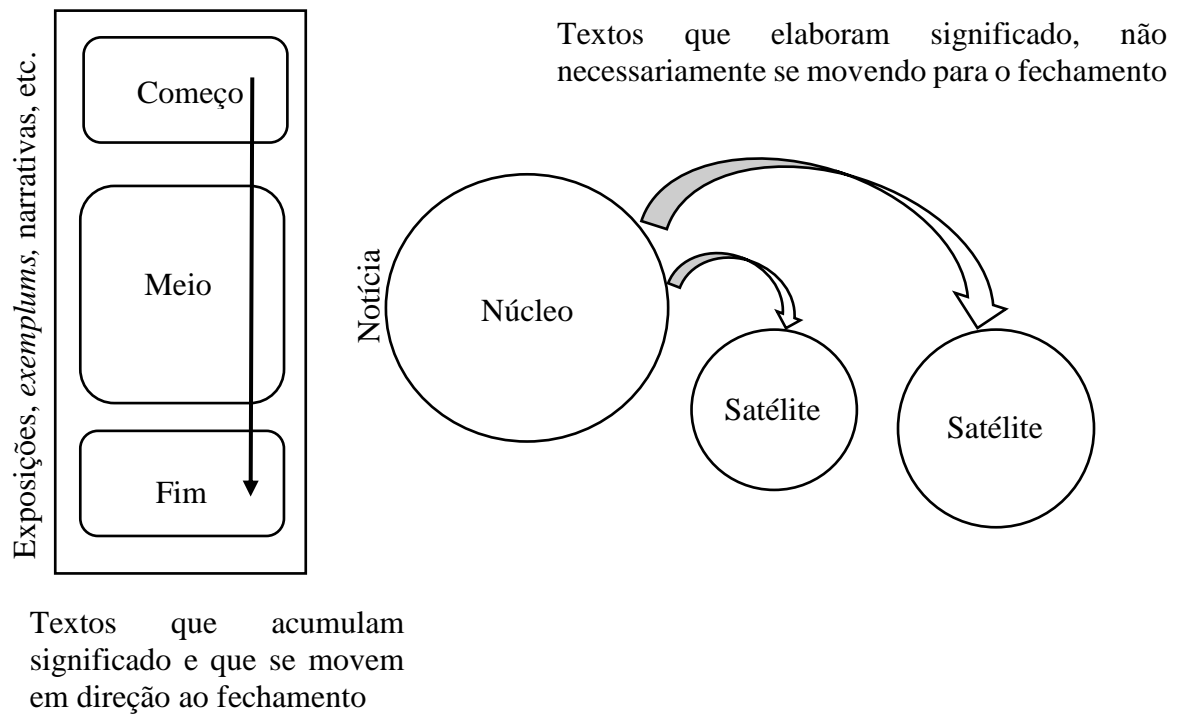 Exposições, exemplums, narrativas, etc.
Começo
Meio
Fim
Textos que acumulam
significado e que se movem
em direção ao fechamento
Textos que elaboram significado, não
necessariamente se movendo para o fechamento
Notícia
Núcleo
Satélite
Satélite